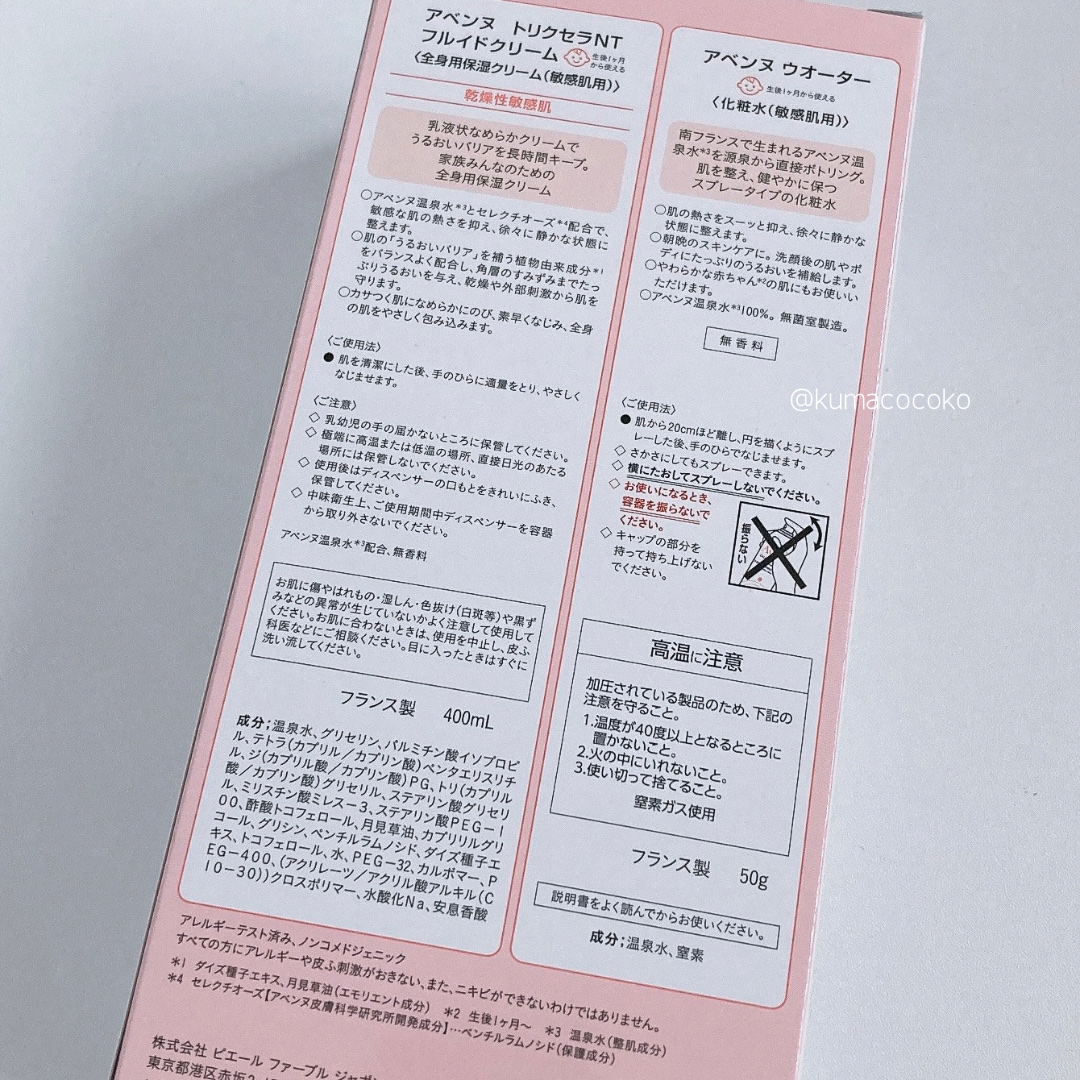 アベンヌ　トリクセラNT
フルイドクリーム 生後1ヶ月
から使える
〈全身用保湿クリーム(敏感肌用)〉
乾燥性敏感肌
乳液状なめらかクリームで
うるおいバリアを長時間キープ。
家族みんなのための
全身用保湿クリーム
○アベンヌ温泉水*3とセレクチオーズ*4配合で、
敏感な肌の熱さを抑え、徐々に静かな状態に
整えます。
○肌の「うるおいバリア」を補う植物由来成分*1
をバランスよく配合し、角層のすみずみまでたっ
ぷりうるおいを与え、乾燥や外部刺激から肌を
守ります。
○カサつく肌になめらかにのび、素早くなじみ、全身
の肌をやさしく包み込みます。
〈ご使用法〉
● 肌を清潔にした後、手のひらに適量をとり、やさしく
なじませます。
〈ご注意〉
◇ 乳幼児の手の届かないところに保管してください。
◇ 極端に高温または低温の場所、直接日光のあたる
場所には保管しないでください。
◇ 使用後はディスペンサーの口もとをきれいにふき、
保管してください。
◇ 中味衛生上、ご使用期間中ディスペンサーを容器
から取り外さないでください。
アベンヌ温泉水*3配合、無香料
お肌に傷やはれもの・湿しん・色抜け(白斑等)や黒ず
みなどの異常が生じていないかよく注意して使用して
ください。お肌に合わないときは、使用を中止し、皮ふ
科医などにご相談ください。目に入ったときはすぐに
洗い流してください。
フランス製　400mL
成分;温泉水、グリセリン、パルミチン酸イソプロピ
ル、テトラ(カプリル/カプリン酸)ペンタエリスリチ
ル、ジ(カプリル酸/カプリン酸)PG、トリ(カプリル
酸/カプリン酸)グリセリル、ステアリン酸グリセリ
ル、ミリスチン酸ミレス-3、ステアリン酸PEG-1
00、酢酸トコフェロール、月見草油、カプリリルグリ
コール、グリシン、ペンチルラムノシド、ダイズ種子エ
キス、トコフェロール、水、PEG-32、カルボマー、P
EG-400、(アクリレーツ/アクリル酸アルキル(C
10-30))クロスポリマー、水酸化Na、安息香酸
アベンヌ ウオーター
生後1ヶ月から使える
〈化粧水(敏感肌用)〉
南フランスで生まれるアベンヌ温
泉水*3を源泉から直接ボトリング。
肌を整え、健やかに保つ
スプレータイプの化粧水
○肌の熱さをスーッと抑え、徐々に静かな
状態に整えます。
○朝晩のスキンケアに。洗顔後の肌やボ
ディにたっぷりのうるおいを補給します。
○やわらかな赤ちゃん*2の肌にもお使いい
ただけます。
○アベンヌ温泉水*3100%。無菌室製造。
無香料
〈ご使用法〉
● 肌から20cmほど離し、円を描くようにスプ
レーした後、手のひらでなじませます。
◇ さかさにしてもスプレーできます。
◇ 横にたおしてスプレーしないでください。
◇ お使いになるとき、
容器を振らないで
ください。
◇ キャップの部分を
持って持ち上げない
でください。
振らない
高温に注意
加圧されている製品のため、下記の
注意を守ること。
1.温度が40度以上となるところに
置かないこと。
2.火の中にいれないこと。
3.使い切って捨てること。
窒素ガス使用
フランス製　50g
説明書をよく読んでからお使いください。
成分;温泉水、窒素
アレルギーテスト済み、ノンコメドジェニック
すべての方にアレルギーや皮ふ刺激がおきない、また、ニキビができないわけではありません。
*1 ダイズ種子エキス、月見草油(エモリエント成分)　*2 生後1ヶ月〜　*3 温泉水(整肌成分)
*4 セレクチオーズ【アベンヌ皮膚科学研究所開発成分】…ペンチルラムノシド(保護成分)
株式会社 ピエール ファーブル ジャポン
東京都港区赤坂2
@kumacocoko